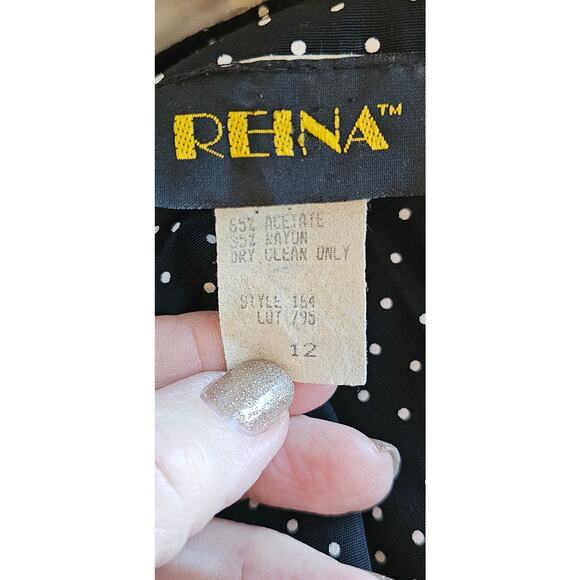 REINA™
65% ACETATE
35% RAYON
DRY CLEAN ONLY
STYLE 164
LOT 795
12